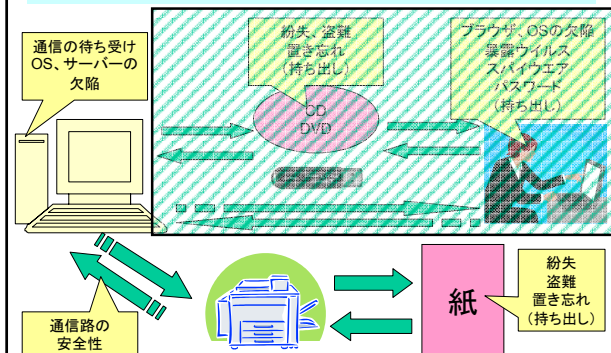 通信の待ち受け
OS、サーバーの
欠陥
紛失、盗難
置き忘れ
(持ち出し)
ブラウザ、OSの欠陥
暴露ウイルス
スパイウエア
パスワード
(持ち出し)
CD
DVD
通信路の
安全性
紙
紛失
盗難
置き忘れ
(持ち出し)